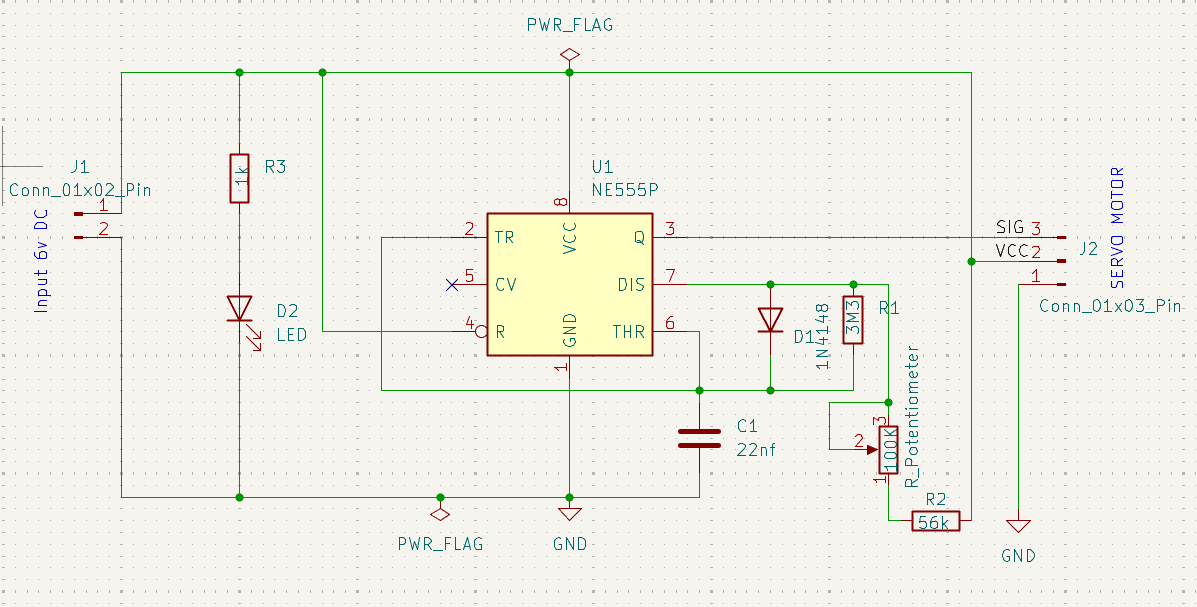 PWR_FLAG
J1
Conn_01x02_Pin
1
2
Input 6v DC
1k
R3
D2
LED
U1
NE555P
8
2
TR
VCC
Q
3
5
CV
DIS
7
4
R
GND
THR
6
1
D1
1N4148
3M3
R1
C1
22nf
3
2
1
100K
R_Potentiometer
R2
56k
SIG 3
VCC 2
1
J2
Conn_01x03_Pin
SERVO MOTOR
PWR_FLAG
GND
GND